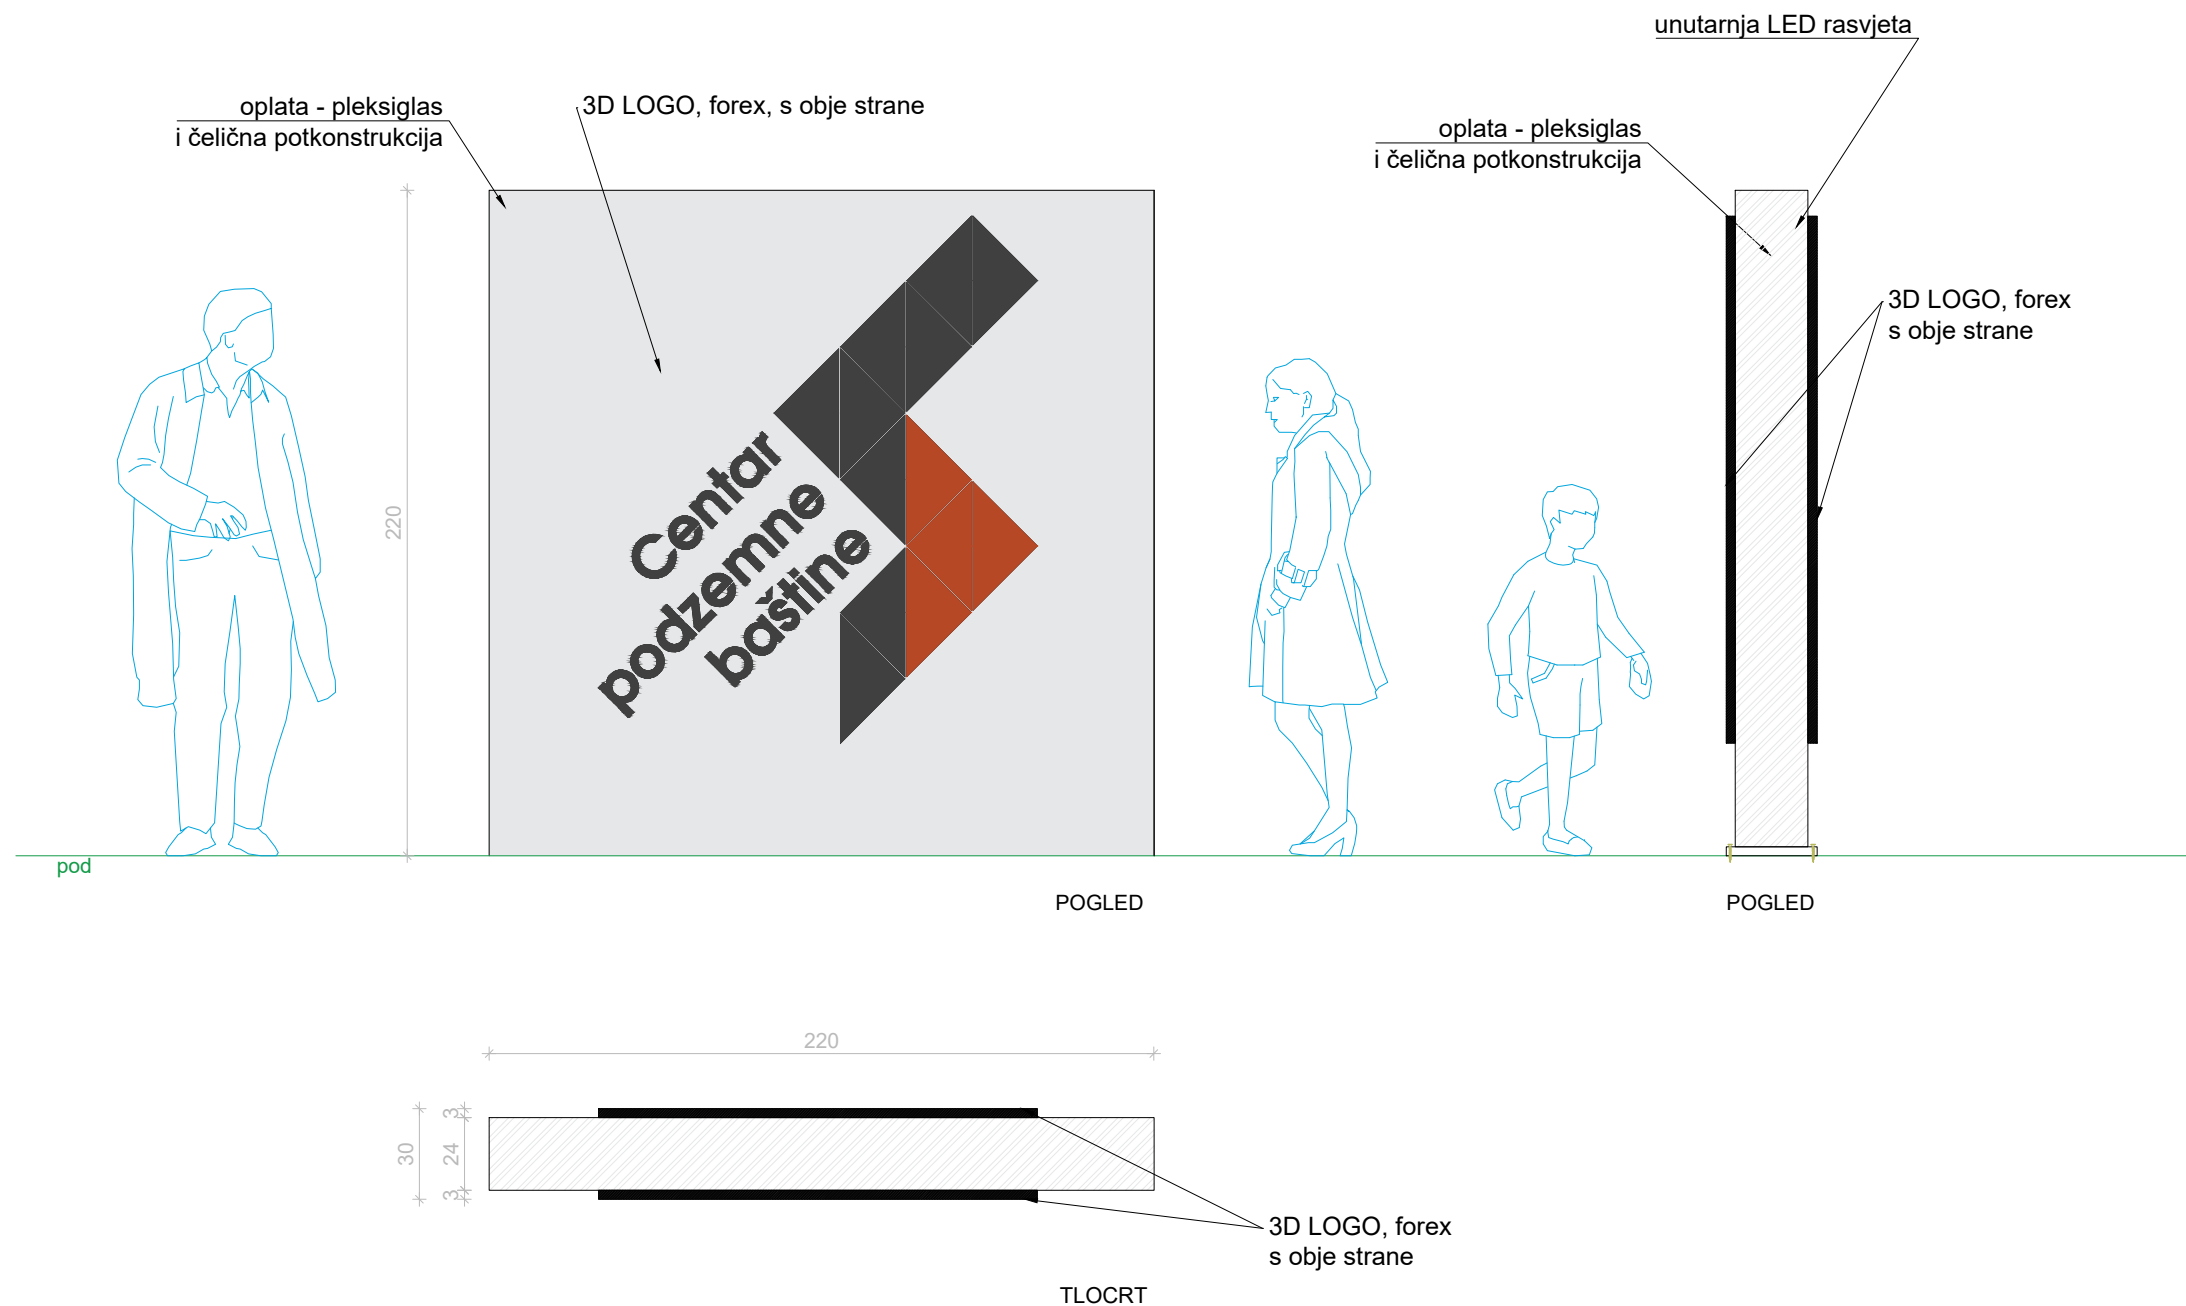 unutarnja LED rasvjeta
oplata - pleksiglas
i čelična potkonstrukcija
3D LOGO, forex, s obje strane
oplata - pleksiglas
i čelična potkonstrukcija
3D LOGO, forex
s obje strane
220
Centar
podzemne
baštine
pod
POGLED
POGLED
220
30
3
24
3
3D LOGO, forex
s obje strane
TLOCRT